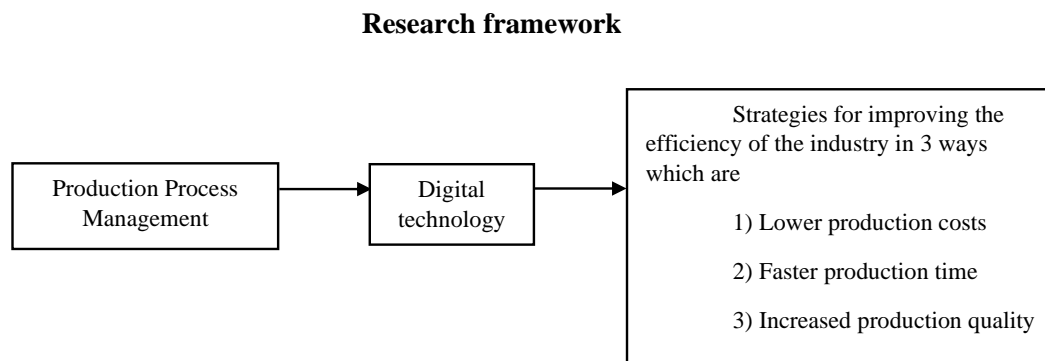 Research framework
Production Process
Management
Digital
technology
Strategies for improving the
efficiency of the industry in 3 ways
which are
1) Lower production costs
2) Faster production time
3) Increased production quality